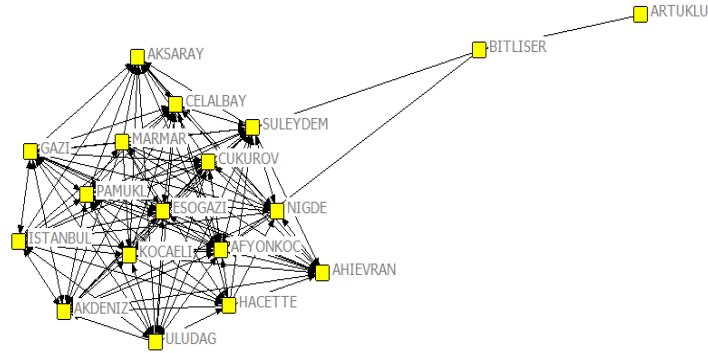 ARTUKLU
BITLISER
AKSARAY
CELALBAY
SULEYDEM
MARMAR
GAZI
CUKUROV
PAMUKL
ESOGAZI
NIGDE
ISTANBUL
KOCAELI
AFYONKOC
AHIEVRAN
HACETTE
AKDENIZ
ULUDAG